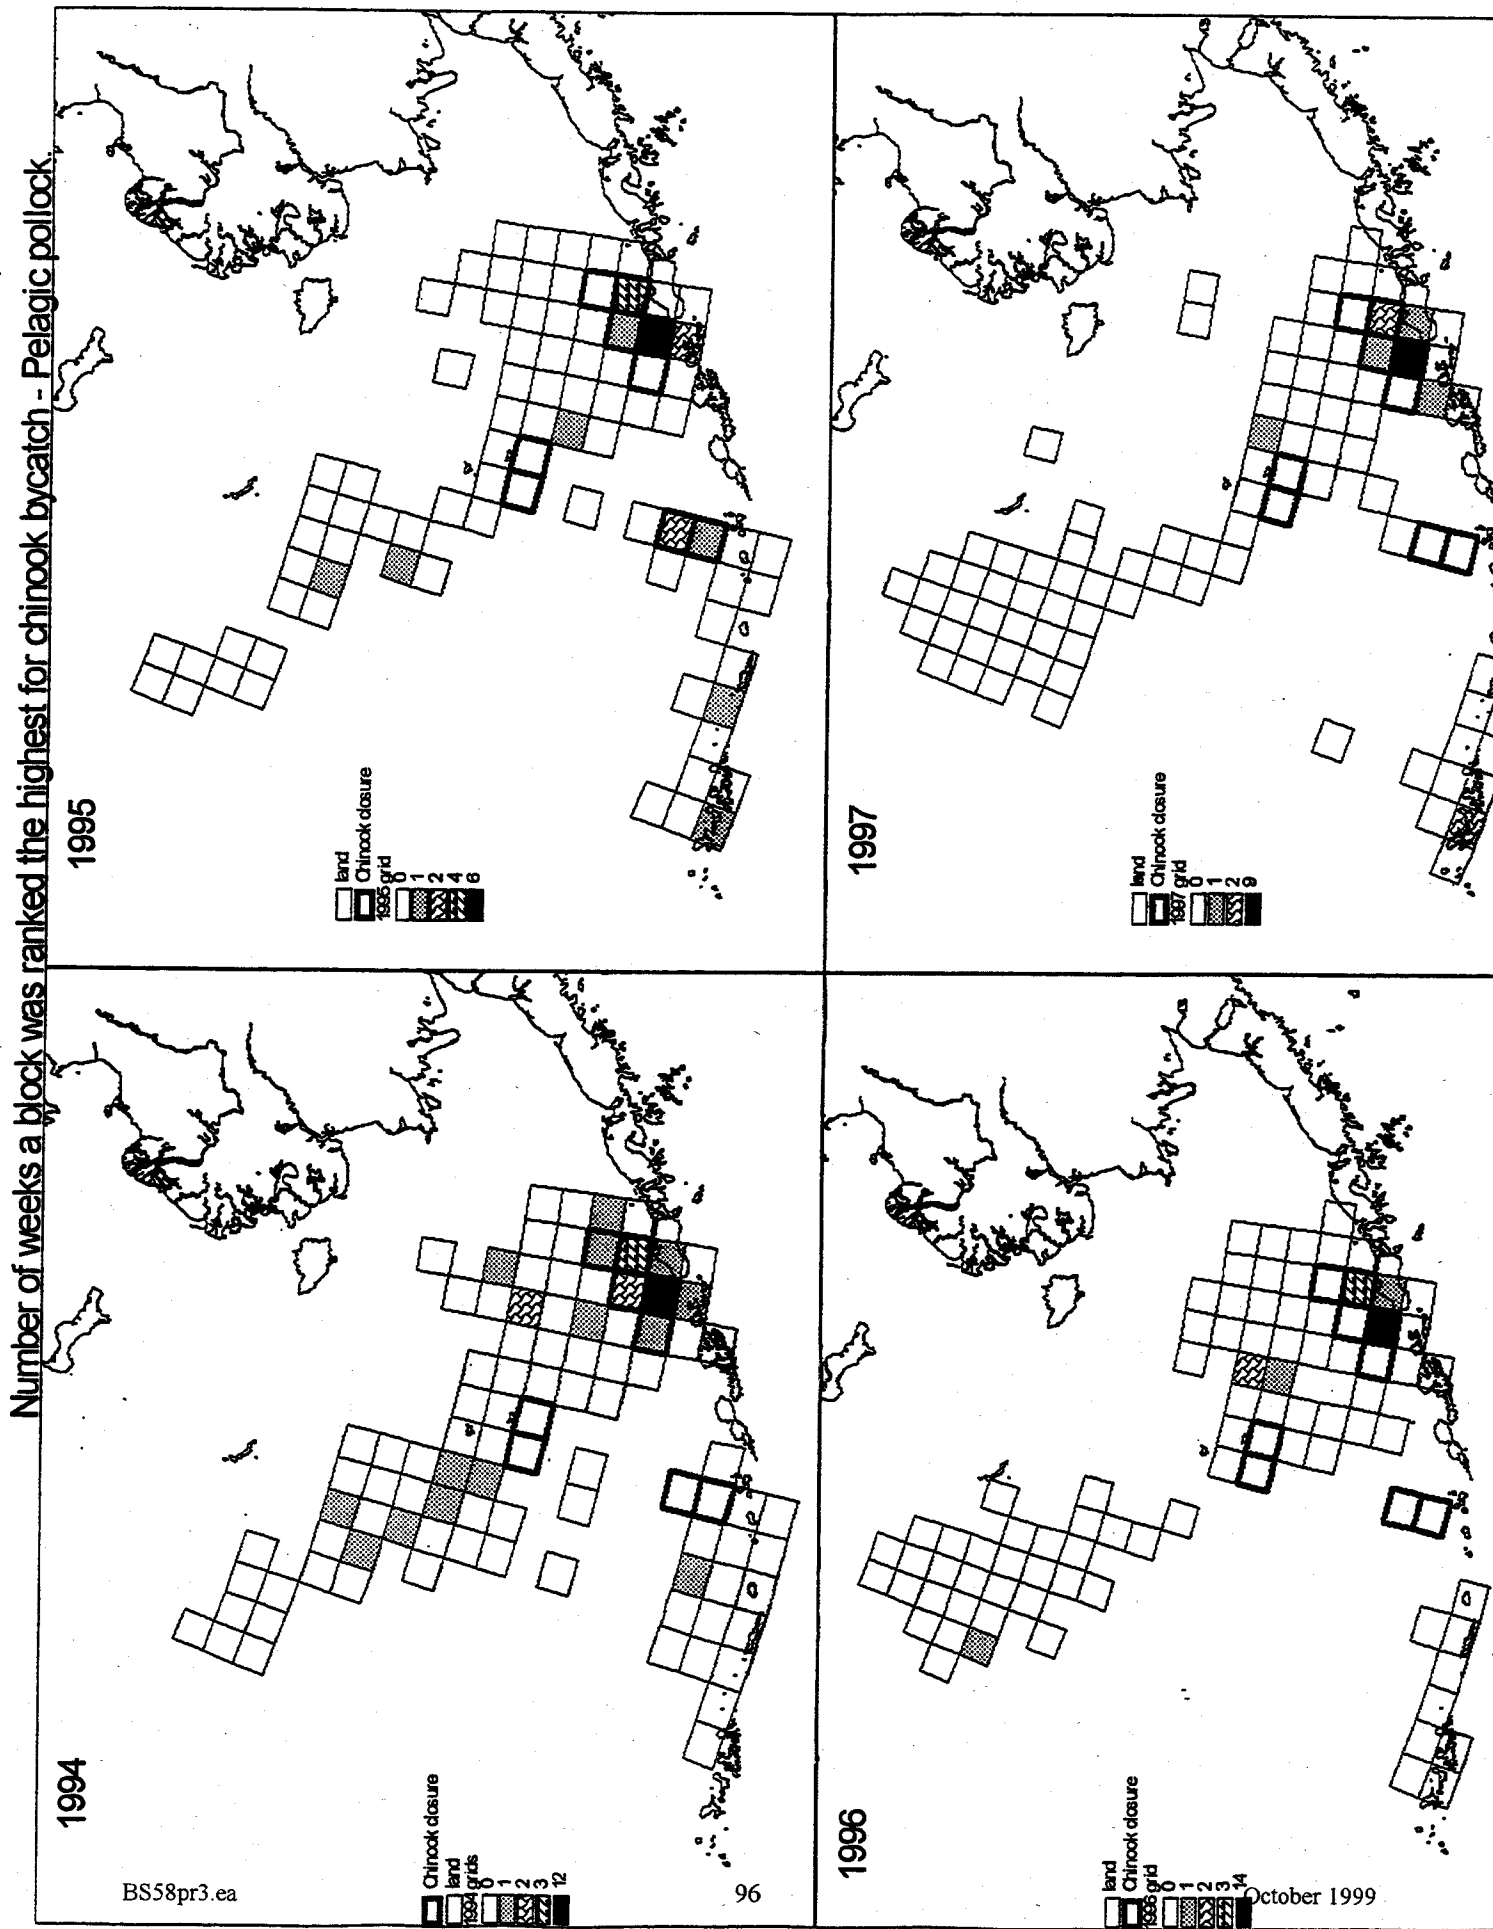 Number of weeks a block was ranked the highest for chinook bycatch - Pelagic pollock.
1994
Chinook closure
land
1994 grids
0
1
2
3
12
1995
land
Chinook closure
1995 grid
0
1
2
4
6
1996
land
Chinook closure
1996 grid
0
1
2
3
14
1997
land
Chinook closure
1997 grid
0
1
2
9
BS58pr3.ea
96
October 1999